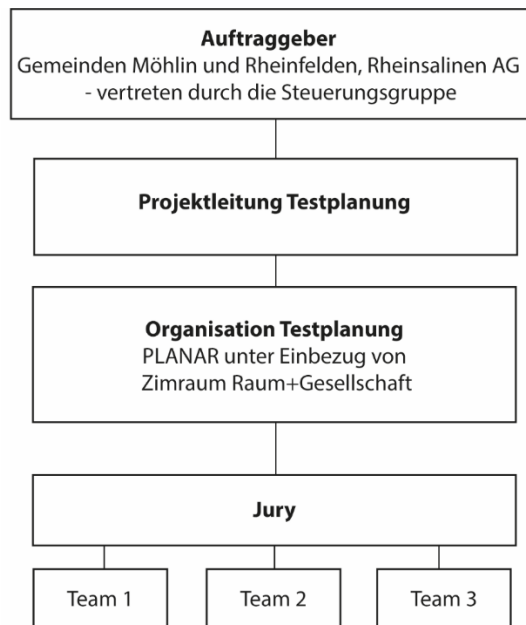 Auftraggeber
Gemeinden Möhlin und Rheinfelden, Rheinsalinen AG
- vertreten durch die Steuerungsgruppe
Projektleitung Testplanung
Organisation Testplanung
PLANAR unter Einbezug von
Zimraum Raum+Gesellschaft
Jury
Team 1
Team 2
Team 3